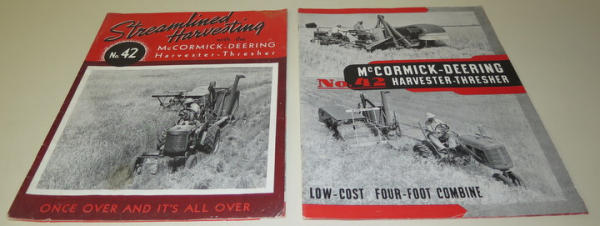 Streamlined
Harvesting
with the
No. 42
McCORMICK-DEERING
Harvester-Thresher
ONCE OVER AND IT'S ALL OVER
McCORMICK-DEERING
No. 42 HARVESTER-THRESHER
LOW-COST FOUR-FOOT COMBINE